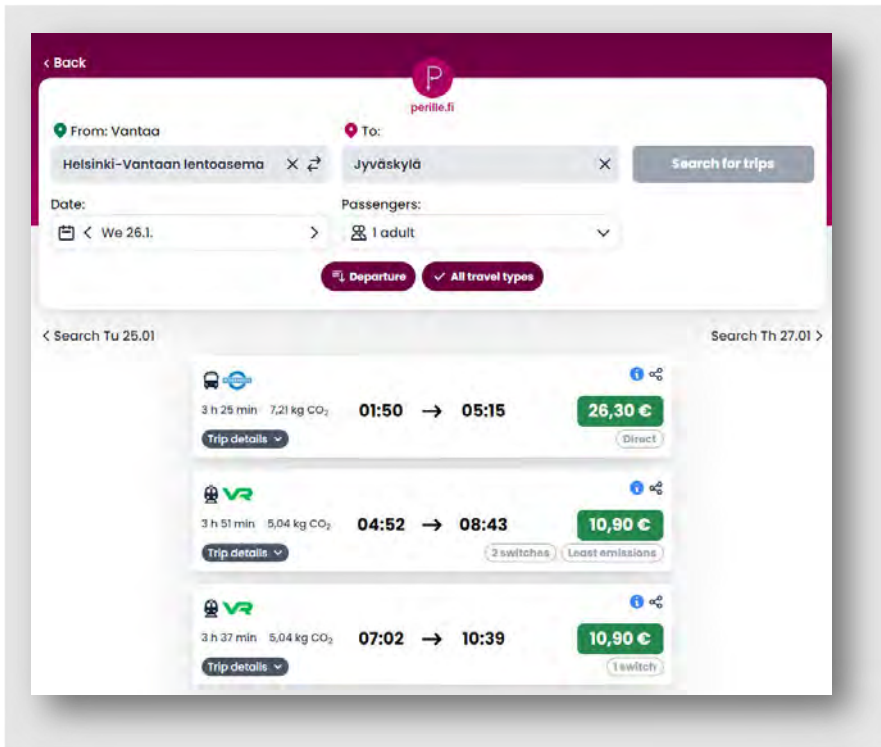 < Back
P
perille.fi
From: Vantaa
To:
Helsinki-Vantaan lentoasema
Jyväskylä
Search for trips
Date:
Passengers:
< We 26.1. >
1 adult
Departure
All travel types
< Search Tu 25.01
Search Th 27.01 >
3 h 25 min 7,21 kg CO₂
01:50 → 05:15
26,30 €
Trip details
Direct
VR
3 h 51 min 5,04 kg CO₂
04:52 → 08:43
10,90 €
Trip details
2 switches
Least emissions
VR
3 h 37 min 5,04 kg CO₂
07:02 → 10:39
10,90 €
Trip details
1 switch